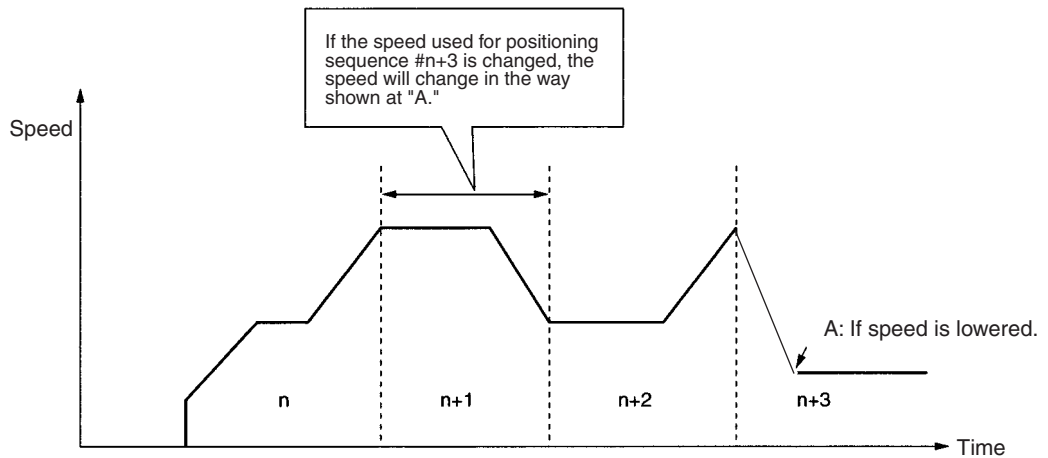 If the speed used for positioning
sequence #n+3 is changed, the
speed will change in the way
shown at "A."
Speed
A: If speed is lowered.
n
n+1
n+2
n+3
Time